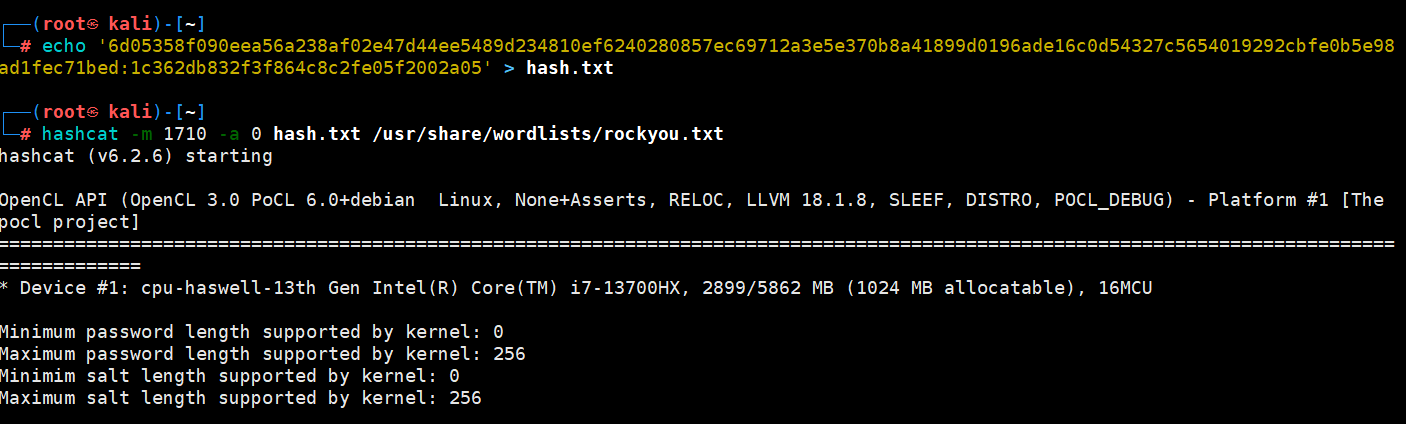 ┌──(root㉿ kali)-[~]
└─# echo '6d05358f090eea56a238af02e47d44ee5489d234810ef6240280857ec69712a3e5e370b8a41899d0196ade16c0d54327c5654019292cbfe0b5e98
ad1fec71bed:1c362db832f3f864c8c2fe05f2002a05' > hash.txt
┌──(root㉿ kali)-[~]
└─# hashcat -m 1710 -a 0 hash.txt /usr/share/wordlists/rockyou.txt
hashcat (v6.2.6) starting
OpenCL API (OpenCL 3.0 PoCL 6.0+debian  Linux, None+Asserts, RELOC, LLVM 18.1.8, SLEEF, DISTRO, POCL_DEBUG) - Platform #1 [The
pocl project]
===============================================================================================================================
=============
* Device #1: cpu-haswell-13th Gen Intel(R) Core(TM) i7-13700HX, 2899/5862 MB (1024 MB allocatable), 16MCU
Minimum password length supported by kernel: 0
Maximum password length supported by kernel: 256
Minimim salt length supported by kernel: 0
Maximum salt length supported by kernel: 256